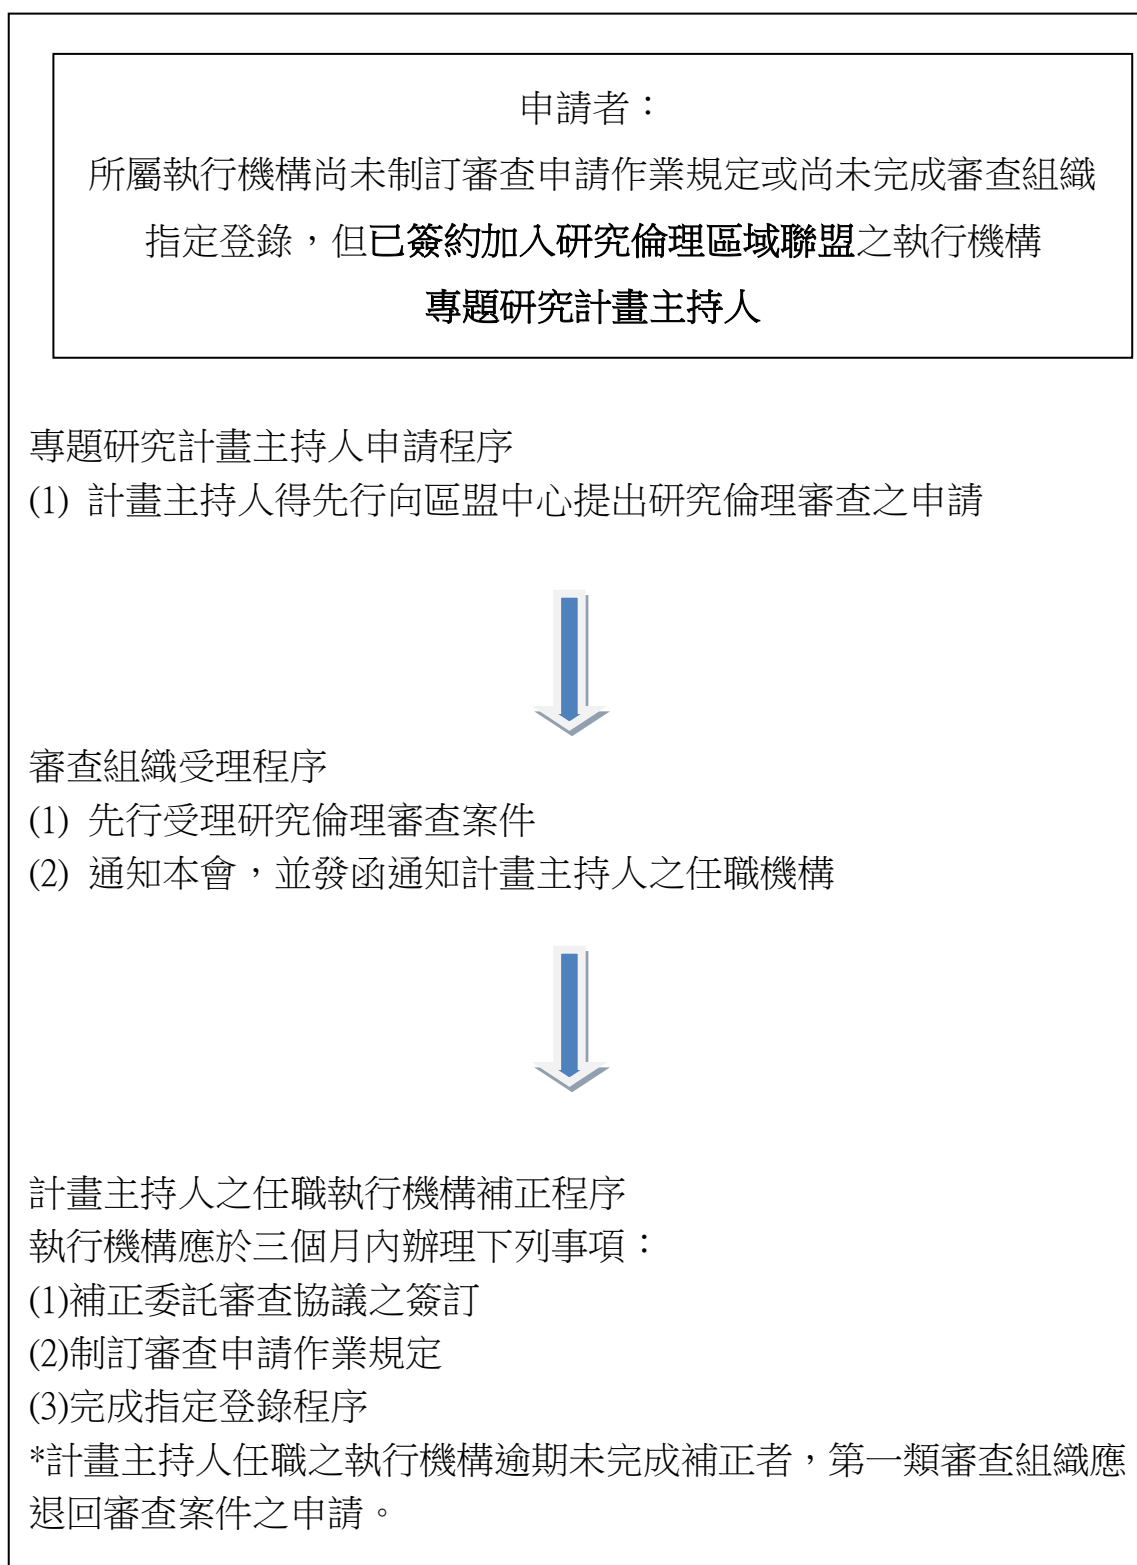 申請者：
所屬執行機構尚未制訂審查申請作業規定或尚未完成審查組織
指定登錄，但已簽約加入研究倫理區域聯盟之執行機構
專題研究計畫主持人
專題研究計畫主持人申請程序
(1) 計畫主持人得先行向區盟中心提出研究倫理審查之申請
審查組織受理程序
(1) 先行受理研究倫理審查案件
(2) 通知本會，並發函通知計畫主持人之任職機構
計畫主持人之任職執行機構補正程序
執行機構應於三個月內辦理下列事項：
(1)補正委託審查協議之簽訂
(2)制訂審查申請作業規定
(3)完成指定登錄程序
*計畫主持人任職之執行機構逾期未完成補正者，第一類審查組織應
退回審查案件之申請。